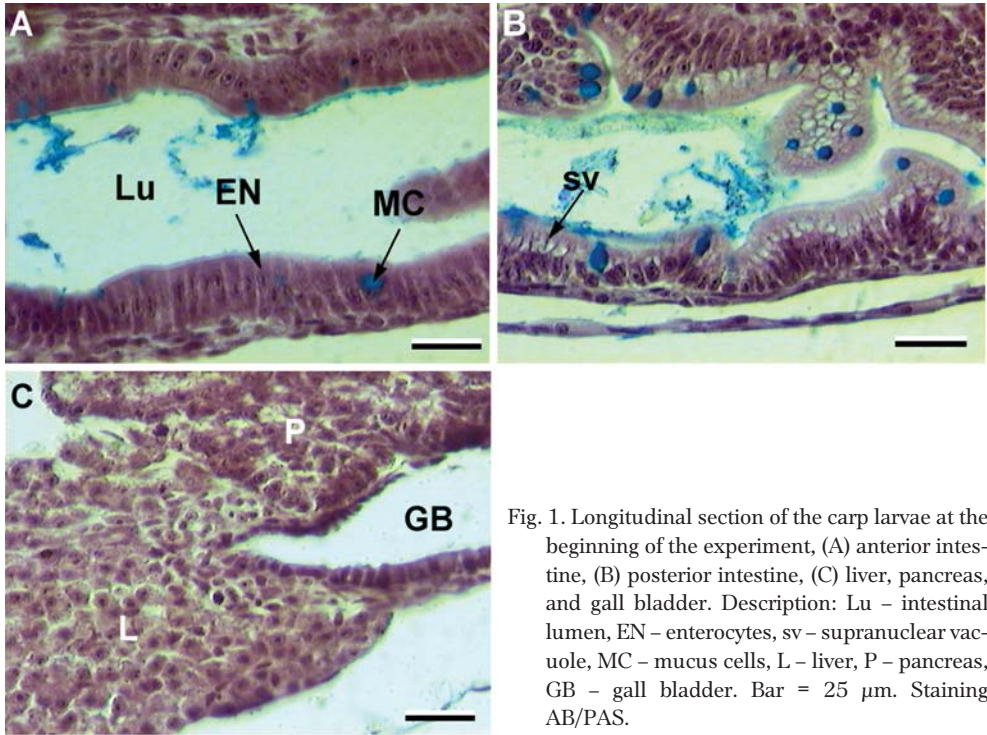 A
Lu
EN
MC
B
sv
C
P
GB
L
Fig. 1. Longitudinal section of the carp larvae at the
beginning of the experiment, (A) anterior intes-
tine, (B) posterior intestine, (C) liver, pancreas,
and gall bladder. Description: Lu – intestinal
lumen, EN – enterocytes, sv – supranuclear vac-
uole, MC – mucus cells, L – liver, P – pancreas,
GB – gall bladder. Bar = 25 μm. Staining
AB/PAS.